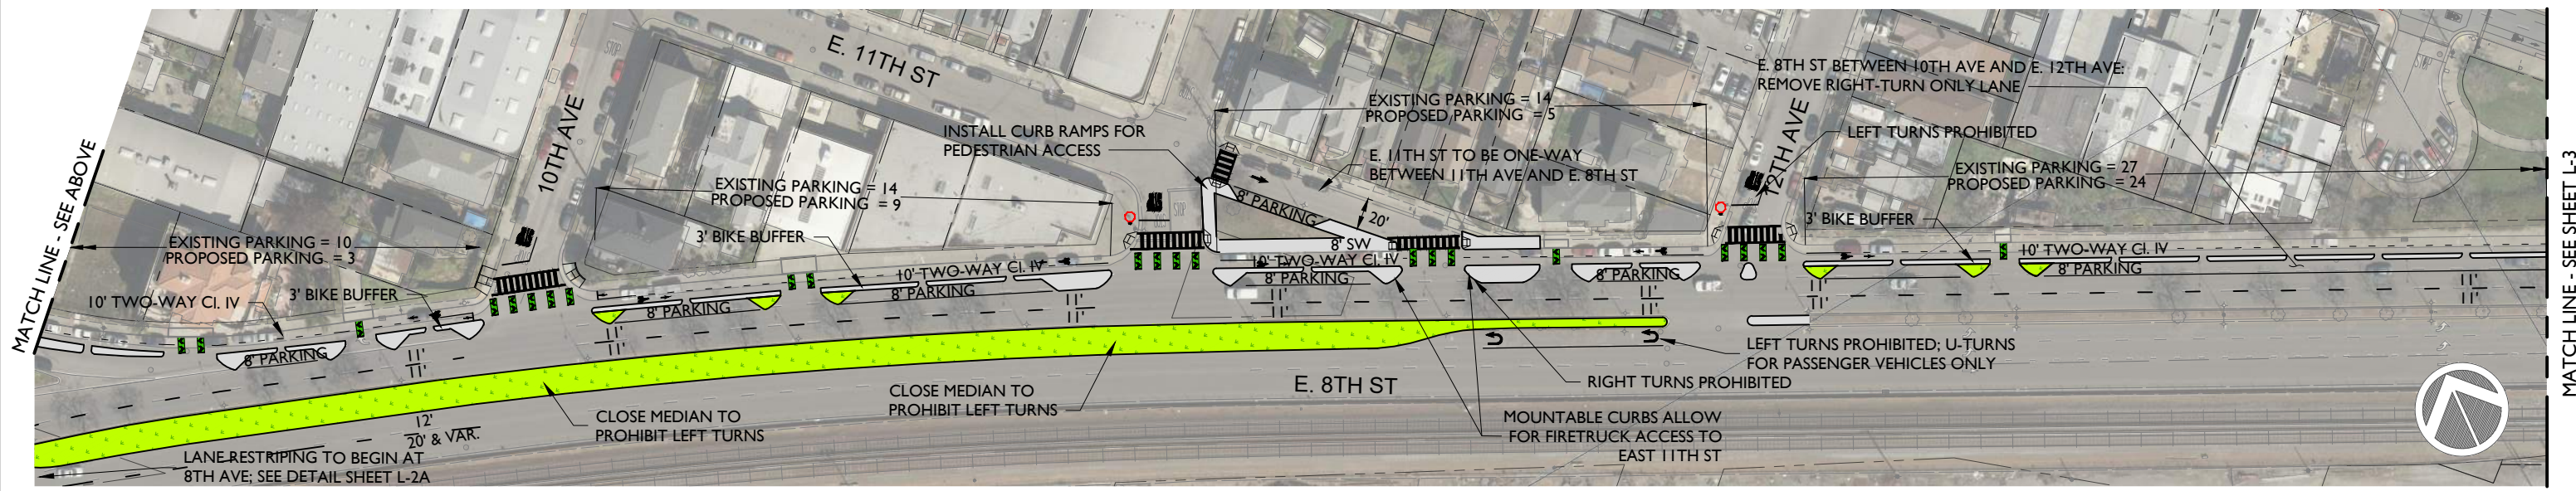 MATCH LINE - SEE ABOVE
EXISTING PARKING = 10
PROPOSED PARKING = 3
10' TWO-WAY Cl. IV
3' BIKE BUFFER
8' PARKING
11'
10TH AVE
STOP
E. 11TH ST
EXISTING PARKING = 14
PROPOSED PARKING = 9
3' BIKE BUFFER
10' TWO-WAY Cl. IV
8' PARKING
8' PARKING
11'
11'
INSTALL CURB RAMPS FOR
PEDESTRIAN ACCESS
STOP
EXISTING PARKING = 14
PROPOSED PARKING = 5
E. 11TH ST TO BE ONE-WAY
BETWEEN 11TH AVE AND E. 8TH ST
8' PARKING
20'
8' SW
10' TWO-WAY Cl. IV
8' PARKING
11'
8' PARKING
11'
E. 8TH ST BETWEEN 10TH AVE AND E. 12TH AVE:
REMOVE RIGHT-TURN ONLY LANE
LEFT TURNS PROHIBITED
12TH AVE
EXISTING PARKING = 27
PROPOSED PARKING = 24
3' BIKE BUFFER
10' TWO-WAY Cl. IV
8' PARKING
11'
11'
LEFT TURNS PROHIBITED; U-TURNS
FOR PASSENGER VEHICLES ONLY
RIGHT TURNS PROHIBITED
MOUNTABLE CURBS ALLOW
FOR FIRETRUCK ACCESS TO
EAST 11TH ST
E. 8TH ST
CLOSE MEDIAN TO
PROHIBIT LEFT TURNS
CLOSE MEDIAN TO
PROHIBIT LEFT TURNS
12'
20' & VAR.
LANE RESTRIPING TO BEGIN AT
8TH AVE; SEE DETAIL SHEET L-2A
MATCH LINE - SEE SHEET L-3